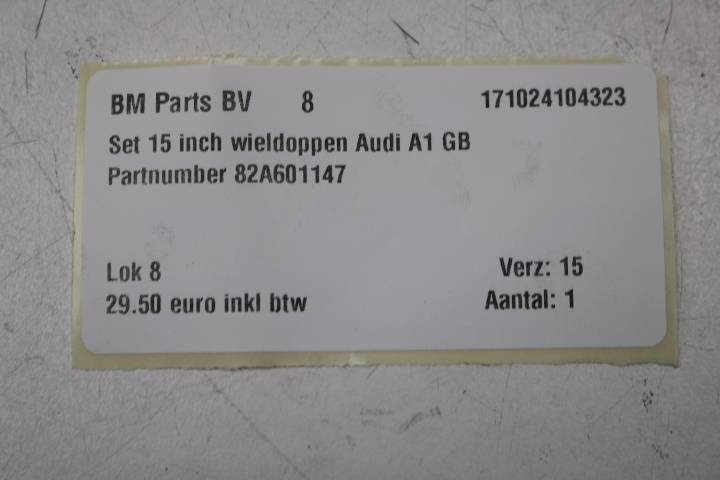 BM Parts BV 8 171024104323
Set 15 inch wieldoppen Audi A1 GB
Partnumber 82A601147
Lok 8 Verz: 15
29.50 euro inkl btw Aantal: 1